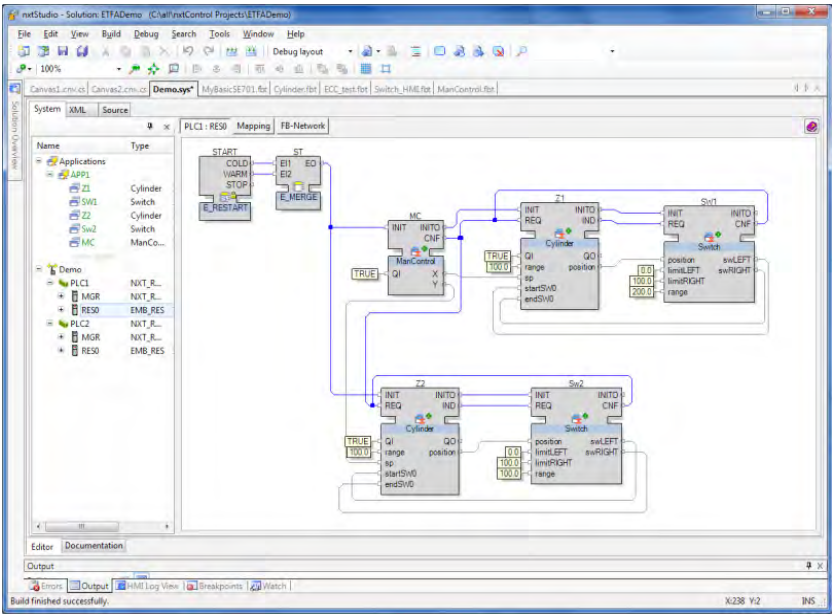 nxtStudio - Solution: ETFADemo (C:\all\nxtControl Projects\ETFADemo)
File Edit View Build Debug Search Tools Window Help
Debug layout
100%
Canvas1.cnv.cs Canvas2.cnv.cs Demo.sys* MyBasicSE701.fbt Cylinder.fbt ECC_test.fbt Switch_HMI.fbt ManControl.fbt
Solution Overview
System XML Source
PLC1 : RES0 Mapping FB-Network
Name Type
Applications
APP1
Z1 Cylinder
SW1 Switch
Z2 Cylinder
Sw2 Switch
MC ManCo...
Demo
PLC1 NXT_R...
MGR NXT_R...
RES0 EMB_RES
PLC2 NXT_R...
MGR NXT_R...
RES0 EMB_RES
START
COLD
WARM
STOP
E_RESTART
ST
EI1 EO
EI2
E_MERGE
MC
INIT INITO
CNF
ManControl
TRUE QI X
Y
Z1
INIT INITO
REQ IND
Cylinder
TRUE QI QO
100.0 range position
sp
startSW0
endSW0
SW1
INIT INITO
REQ CNF
Switch
position swLEFT
0.0 limitLEFT swRIGHT
100.0 limitRIGHT
200.0 range
Z2
INIT INITO
REQ IND
Cylinder
TRUE QI QO
100.0 range position
sp
startSW0
endSW0
Sw2
INIT INITO
REQ CNF
Switch
position swLEFT
0.0 limitLEFT swRIGHT
100.0 limitRIGHT
100.0 range
Editor Documentation
Output
Errors Output HMI Log View Breakpoints Watch
Build finished successfully. X:238 Y:2 INS